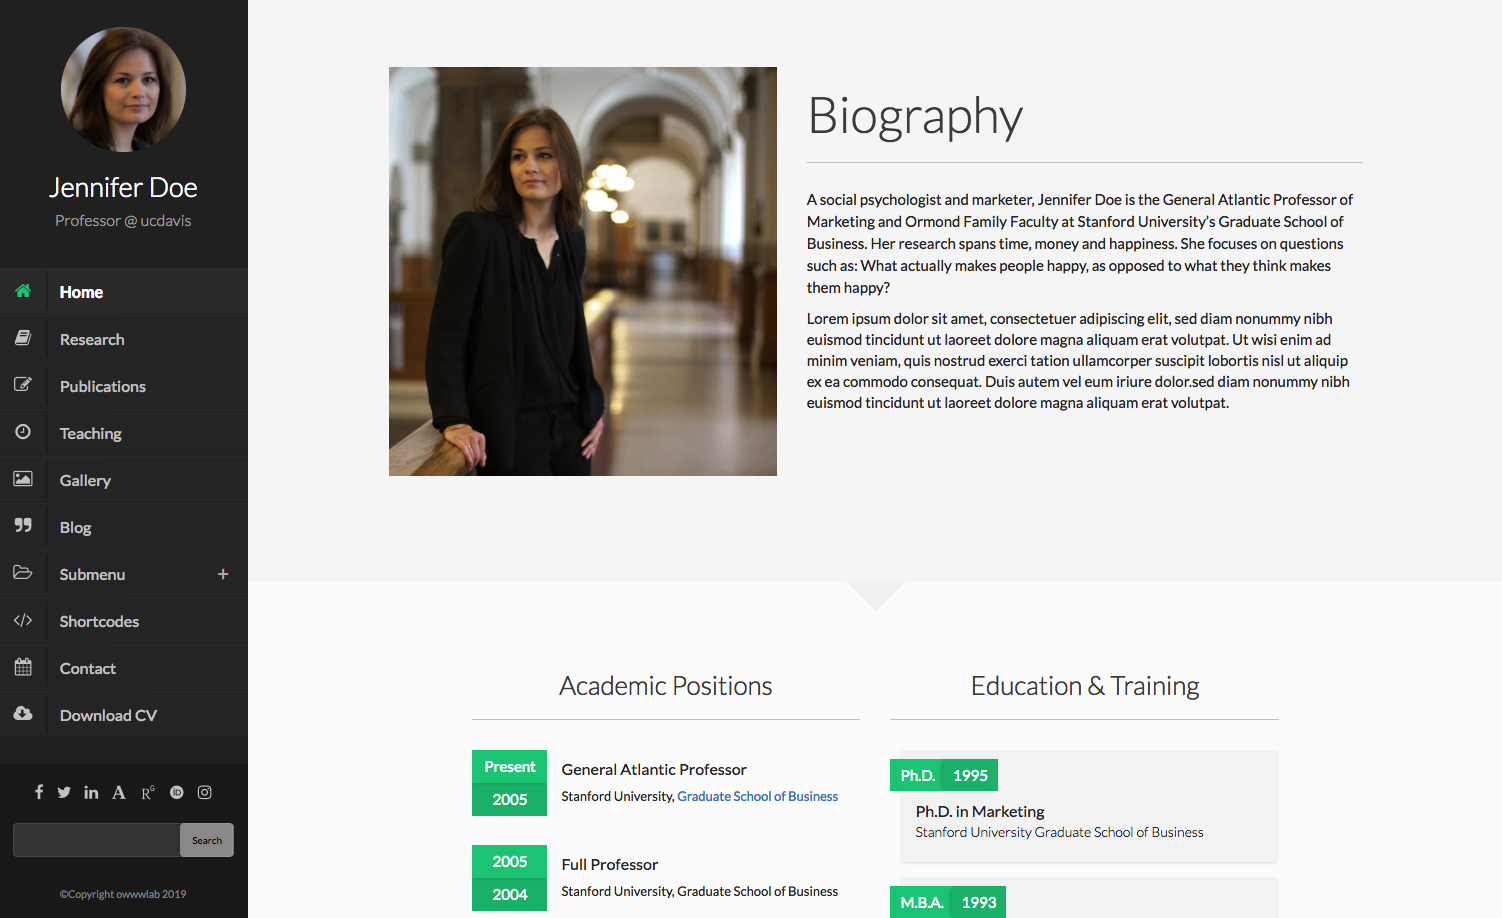 Jennifer Doe
Professor @ ucdavis
Home
Research
Publications
Teaching
Gallery
Blog
Submenu +
Shortcodes
Contact
Download CV
Search
©Copyright owwwlab 2019
Biography
A social psychologist and marketer, Jennifer Doe is the General Atlantic Professor of
Marketing and Ormond Family Faculty at Stanford University's Graduate School of
Business. Her research spans time, money and happiness. She focuses on questions
such as: What actually makes people happy, as opposed to what they think makes
them happy?
Lorem ipsum dolor sit amet, consectetuer adipiscing elit, sed diam nonummy nibh
euismod tincidunt ut laoreet dolore magna aliquam erat volutpat. Ut wisi enim ad
minim veniam, quis nostrud exerci tation ullamcorper suscipit lobortis nisl ut aliquip
ex ea commodo consequat. Duis autem vel eum iriure dolor.sed diam nonummy nibh
euismod tincidunt ut laoreet dolore magna aliquam erat volutpat.
Academic Positions
Present
2005
General Atlantic Professor
Stanford University, Graduate School of Business
2005
2004
Full Professor
Stanford University, Graduate School of Business
Education & Training
Ph.D. 1995
Ph.D. in Marketing
Stanford University Graduate School of Business
M.B.A. 1993